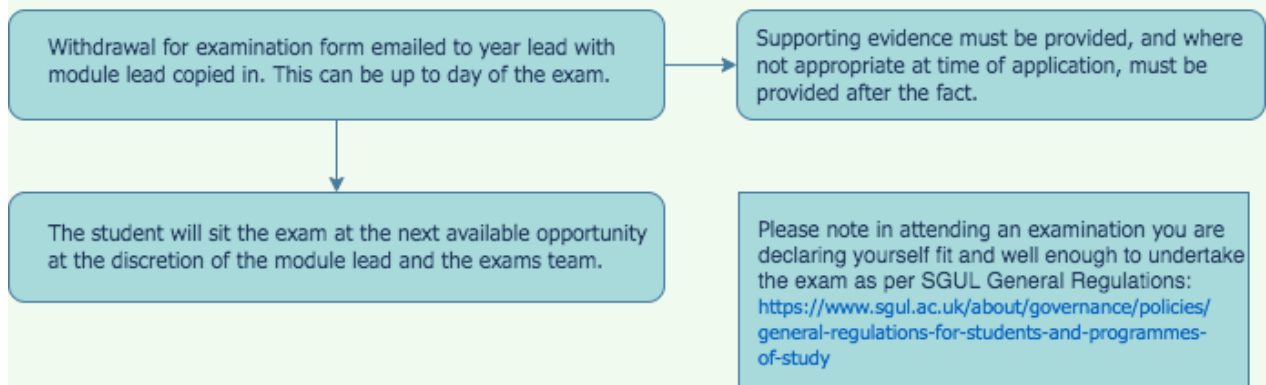 Withdrawal for examination form emailed to year lead with
module lead copied in. This can be up to day of the exam.
Supporting evidence must be provided, and where
not appropriate at time of application, must be
provided after the fact.
The student will sit the exam at the next available opportunity
at the discretion of the module lead and the exams team.
Please note in attending an examination you are
declaring yourself fit and well enough to undertake
the exam as per SGUL General Regulations:
https://www.sgul.ac.uk/about/governance/policies/
general-regulations-for-students-and-programmes-
of-study